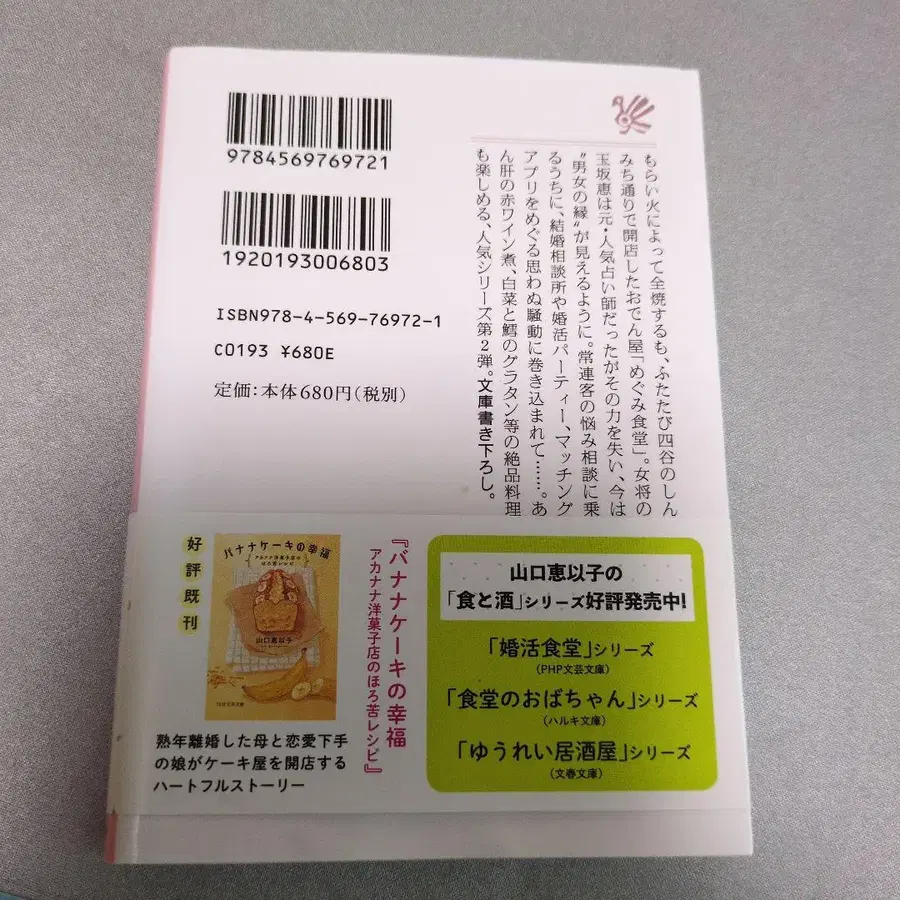 もらい火によって全焼するも、ふたたび四谷のしん
みち通りで開店したおでん屋「めぐみ食堂」。女将の
玉坂恵は元・人気占い師だったがその力を失い、今は
〝男女の縁〟が見えるように。常連客の悩み相談に乗
るうちに、結婚相談所や婚活パーティー、マッチング
アプリをめぐる思わぬ騒動に巻き込まれて……。あ
ん肝の赤ワイン煮、白菜と鱈のグラタン等の絶品料理
も楽しめる、人気シリーズ第2弾。文庫書き下ろし。
9784569769721
1920193006803
ISBN978-4-569-76972-1
C0193 ¥680E
定価：本体680円（税別）
好評既刊
バナナケーキの幸福
アカナナ洋菓子店の
ほろ苦レシピ
山口恵以子
『バナナケーキの幸福
アカナナ洋菓子店のほろ苦レシピ』
熟年離婚した母と恋愛下手
の娘がケーキ屋を開店する
ハートフルストーリー
山口恵以子の
「食と酒」シリーズ好評発売中!
「婚活食堂」シリーズ
（PHP文芸文庫）
「食堂のおばちゃん」シリーズ
（ハルキ文庫）
「ゆうれい居酒屋」シリーズ
（文春文庫）